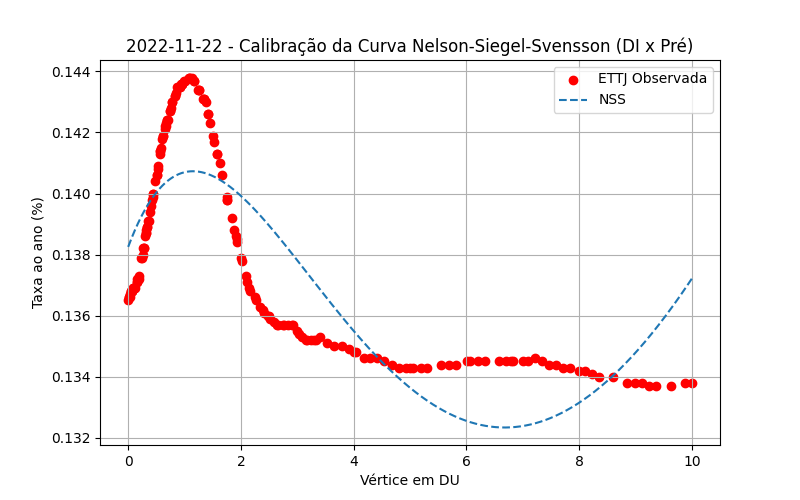 2022-11-22 - Calibração da Curva Nelson-Siegel-Svensson (DI x Pré)
ETTJ Observada
NSS
Taxa ao ano (%)
0.144
0.142
0.140
0.138
0.136
0.134
0.132
0 2 4 6 8 10
Vértice em DU